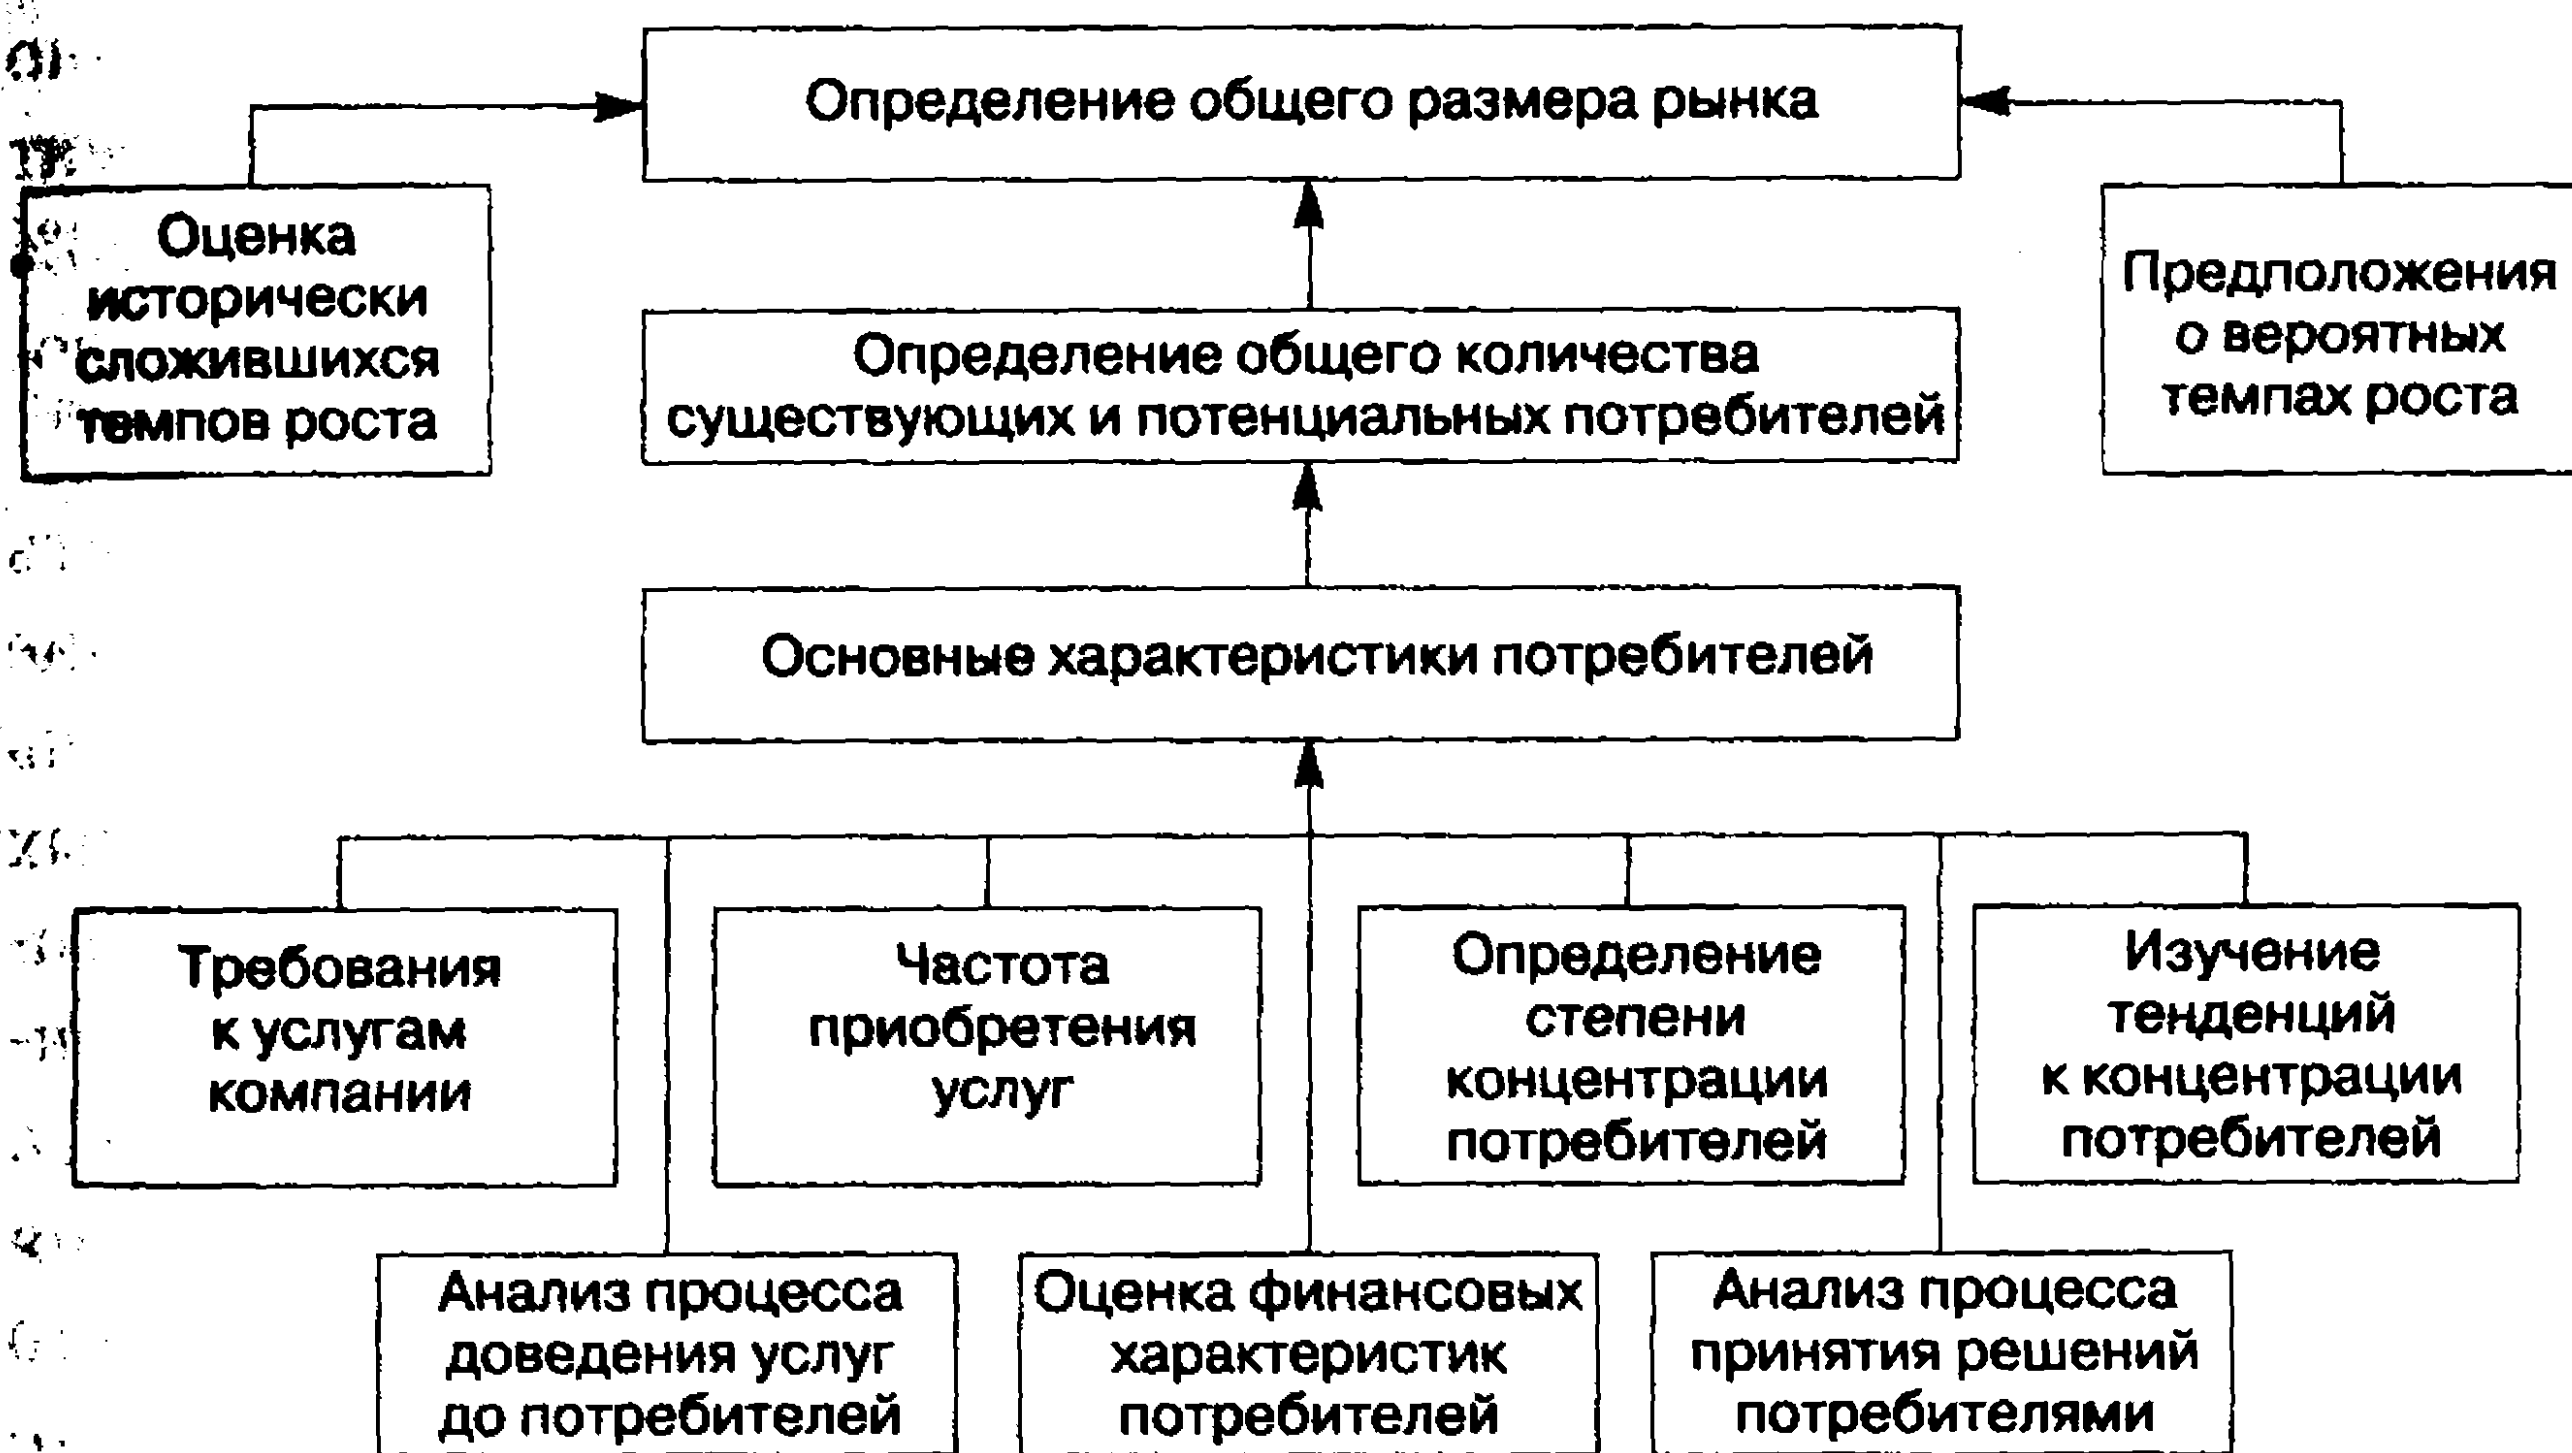 Определение общего размера рынка
Оценка
исторически
сложившихся
темпов роста
Предположения
о вероятных
темпах роста
Определение общего количества
существующих и потенциальных потребителей
Основные характеристики потребителей
Требования
к услугам
компании
Частота
приобретения
услуг
Определение
степени
концентрации
потребителей
Изучение
тенденций
к концентрации
потребителей
Анализ процесса
доведения услуг
до потребителей
Оценка финансовых
характеристик
потребителей
Анализ процесса
принятия решений
потребителями